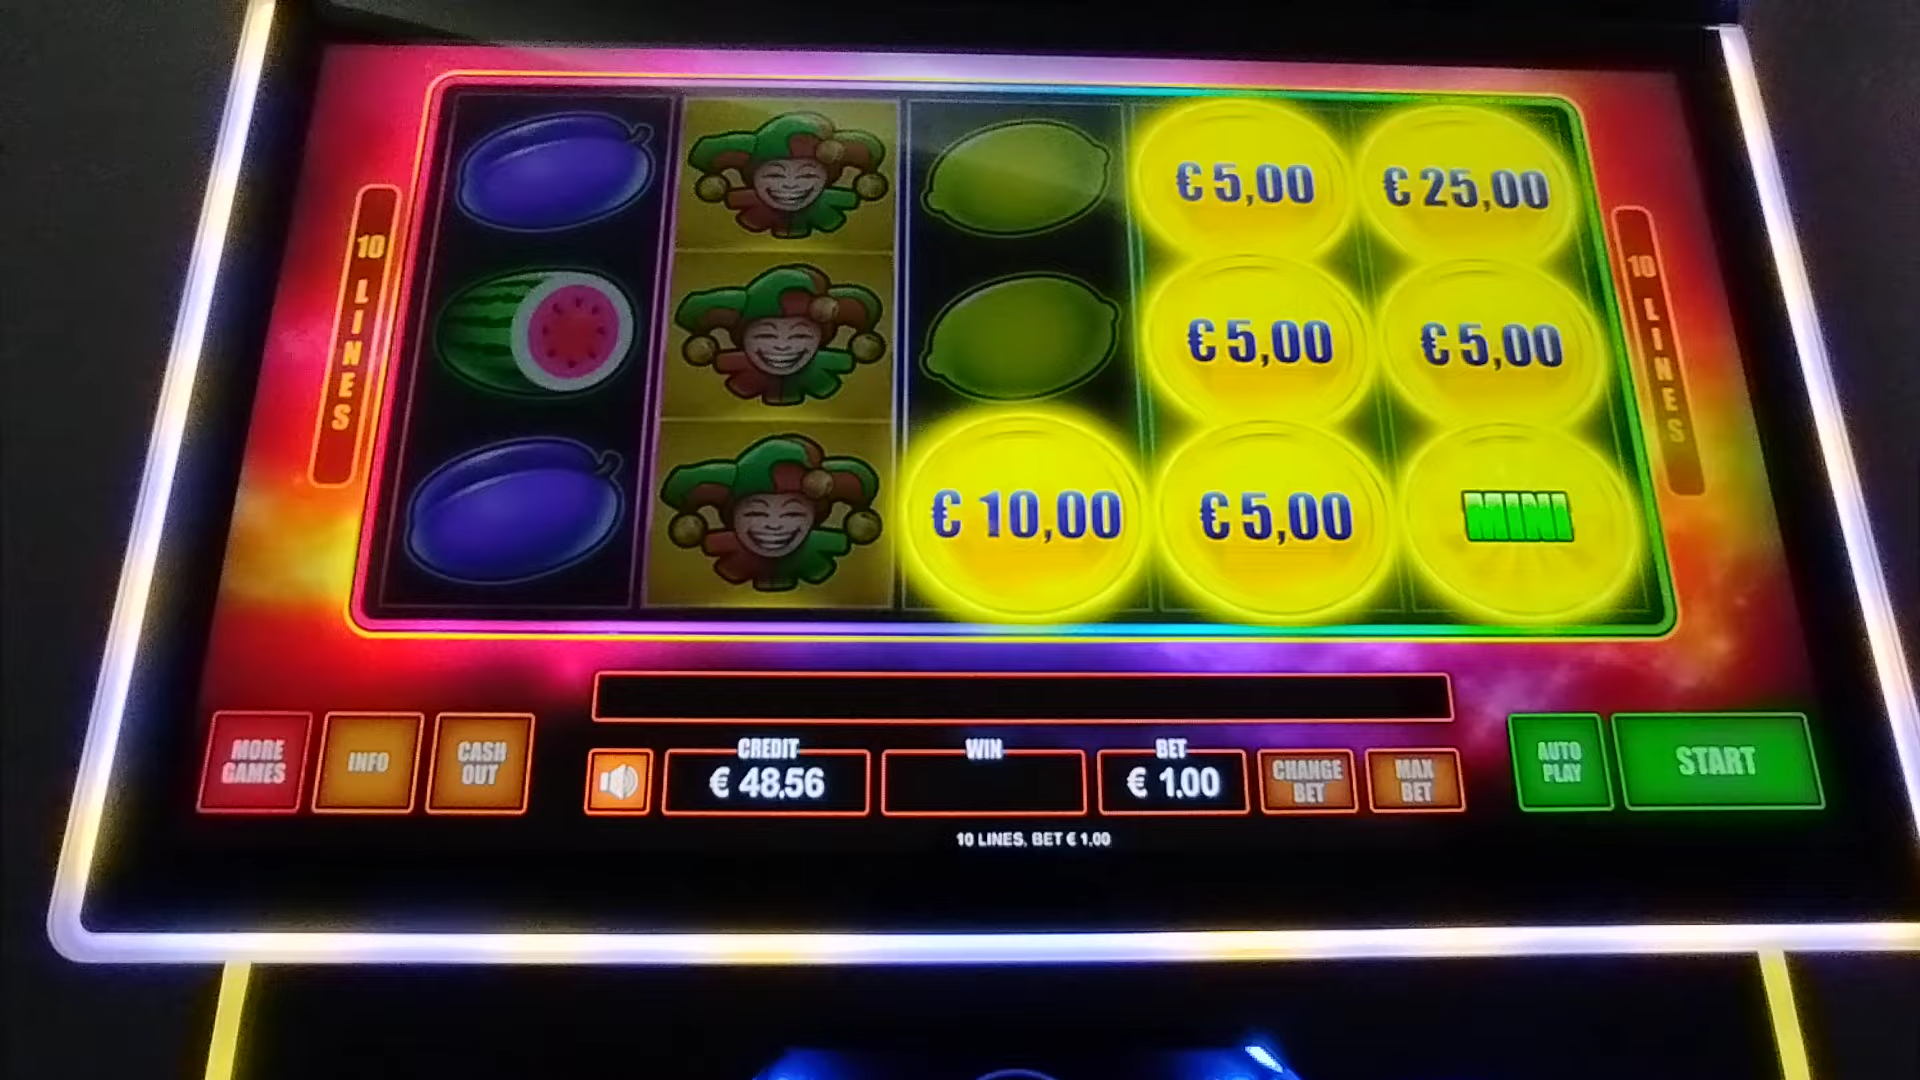 € 5,00
€ 25,00
10 LINES
10 LINES
€ 5,00
€ 5,00
€ 10,00
€ 5,00
MINI
MORE GAMES
INFO
CASH OUT
CREDIT
€ 48.56
WIN
BET
€ 1.00
CHANGE BET
MAX BET
AUTO PLAY
START
10 LINES, BET € 1.00